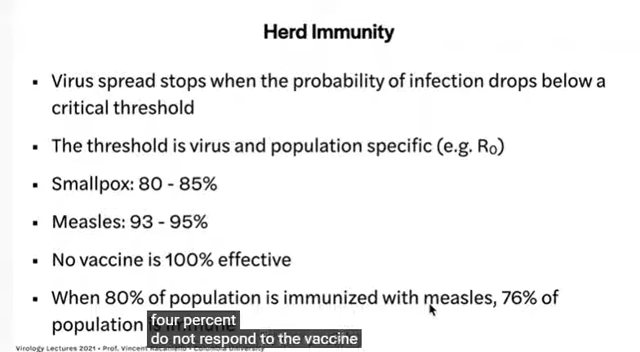 Herd Immunity
▪ Virus spread stops when the probability of infection drops below a
critical threshold
▪ The threshold is virus and population specific (e.g. R₀)
▪ Smallpox: 80 - 85%
▪ Measles: 93 - 95%
▪ No vaccine is 100% effective
▪ When 80% of population is immunized with measles, 76% of
population
four percent
do not respond to the vaccine
Virology Lectures 2021 • Prof. Vincent